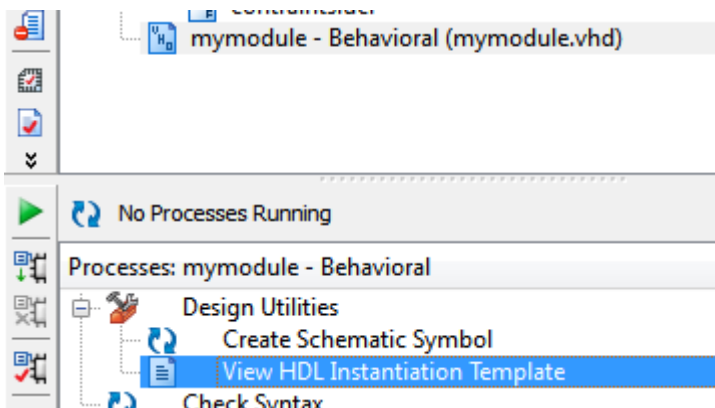 mymodule - Behavioral (mymodule.vhd)
No Processes Running
Processes: mymodule - Behavioral
Design Utilities
Create Schematic Symbol
View HDL Instantiation Template
Check Syntax